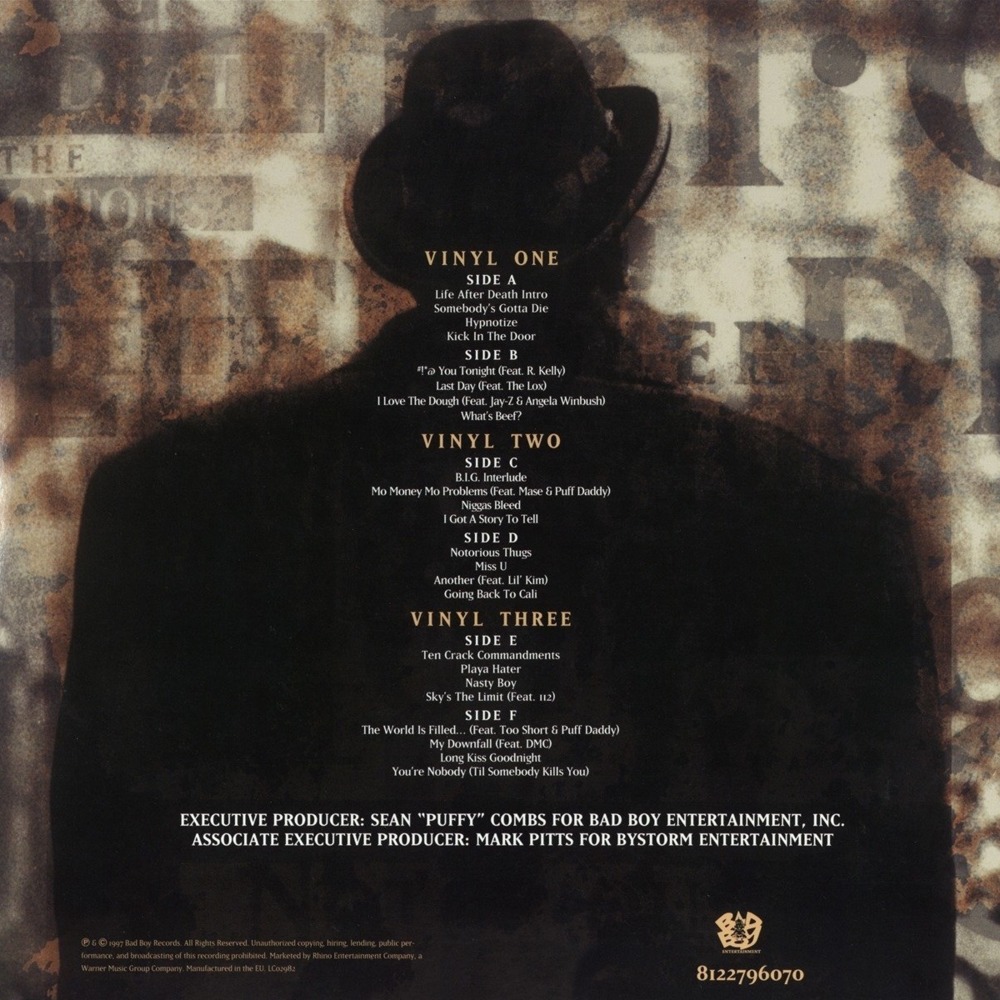 DEATH
THE
VINYL ONE
SIDE A
Life After Death Intro
Somebody's Gotta Die
Hypnotize
Kick In The Door
SIDE B
#!*@ You Tonight (Feat. R. Kelly)
Last Day (Feat. The Lox)
I Love The Dough (Feat. Jay-Z & Angela Winbush)
What's Beef?
VINYL TWO
SIDE C
B.I.G. Interlude
Mo Money Mo Problems (Feat. Mase & Puff Daddy)
Niggas Bleed
I Got A Story To Tell
SIDE D
Notorious Thugs
Miss U
Another (Feat. Lil' Kim)
Going Back To Cali
VINYL THREE
SIDE E
Ten Crack Commandments
Playa Hater
Nasty Boy
Sky's The Limit (Feat. 112)
SIDE F
The World Is Filled... (Feat. Too Short & Puff Daddy)
My Downfall (Feat. DMC)
Long Kiss Goodnight
You're Nobody (Til Somebody Kills You)
EXECUTIVE PRODUCER: SEAN "PUFFY" COMBS FOR BAD BOY ENTERTAINMENT, INC.
ASSOCIATE EXECUTIVE PRODUCER: MARK PITTS FOR BYSTORM ENTERTAINMENT
℗ & © 1997 Bad Boy Records. All Rights Reserved. Unauthorized copying, hiring, lending, public per-
formance, and broadcasting of this recording prohibited. Marketed by Rhino Entertainment Company, a
Warner Music Group Company. Manufactured in the EU. LC02982
BAD BOY
ENTERTAINMENT
8122796070